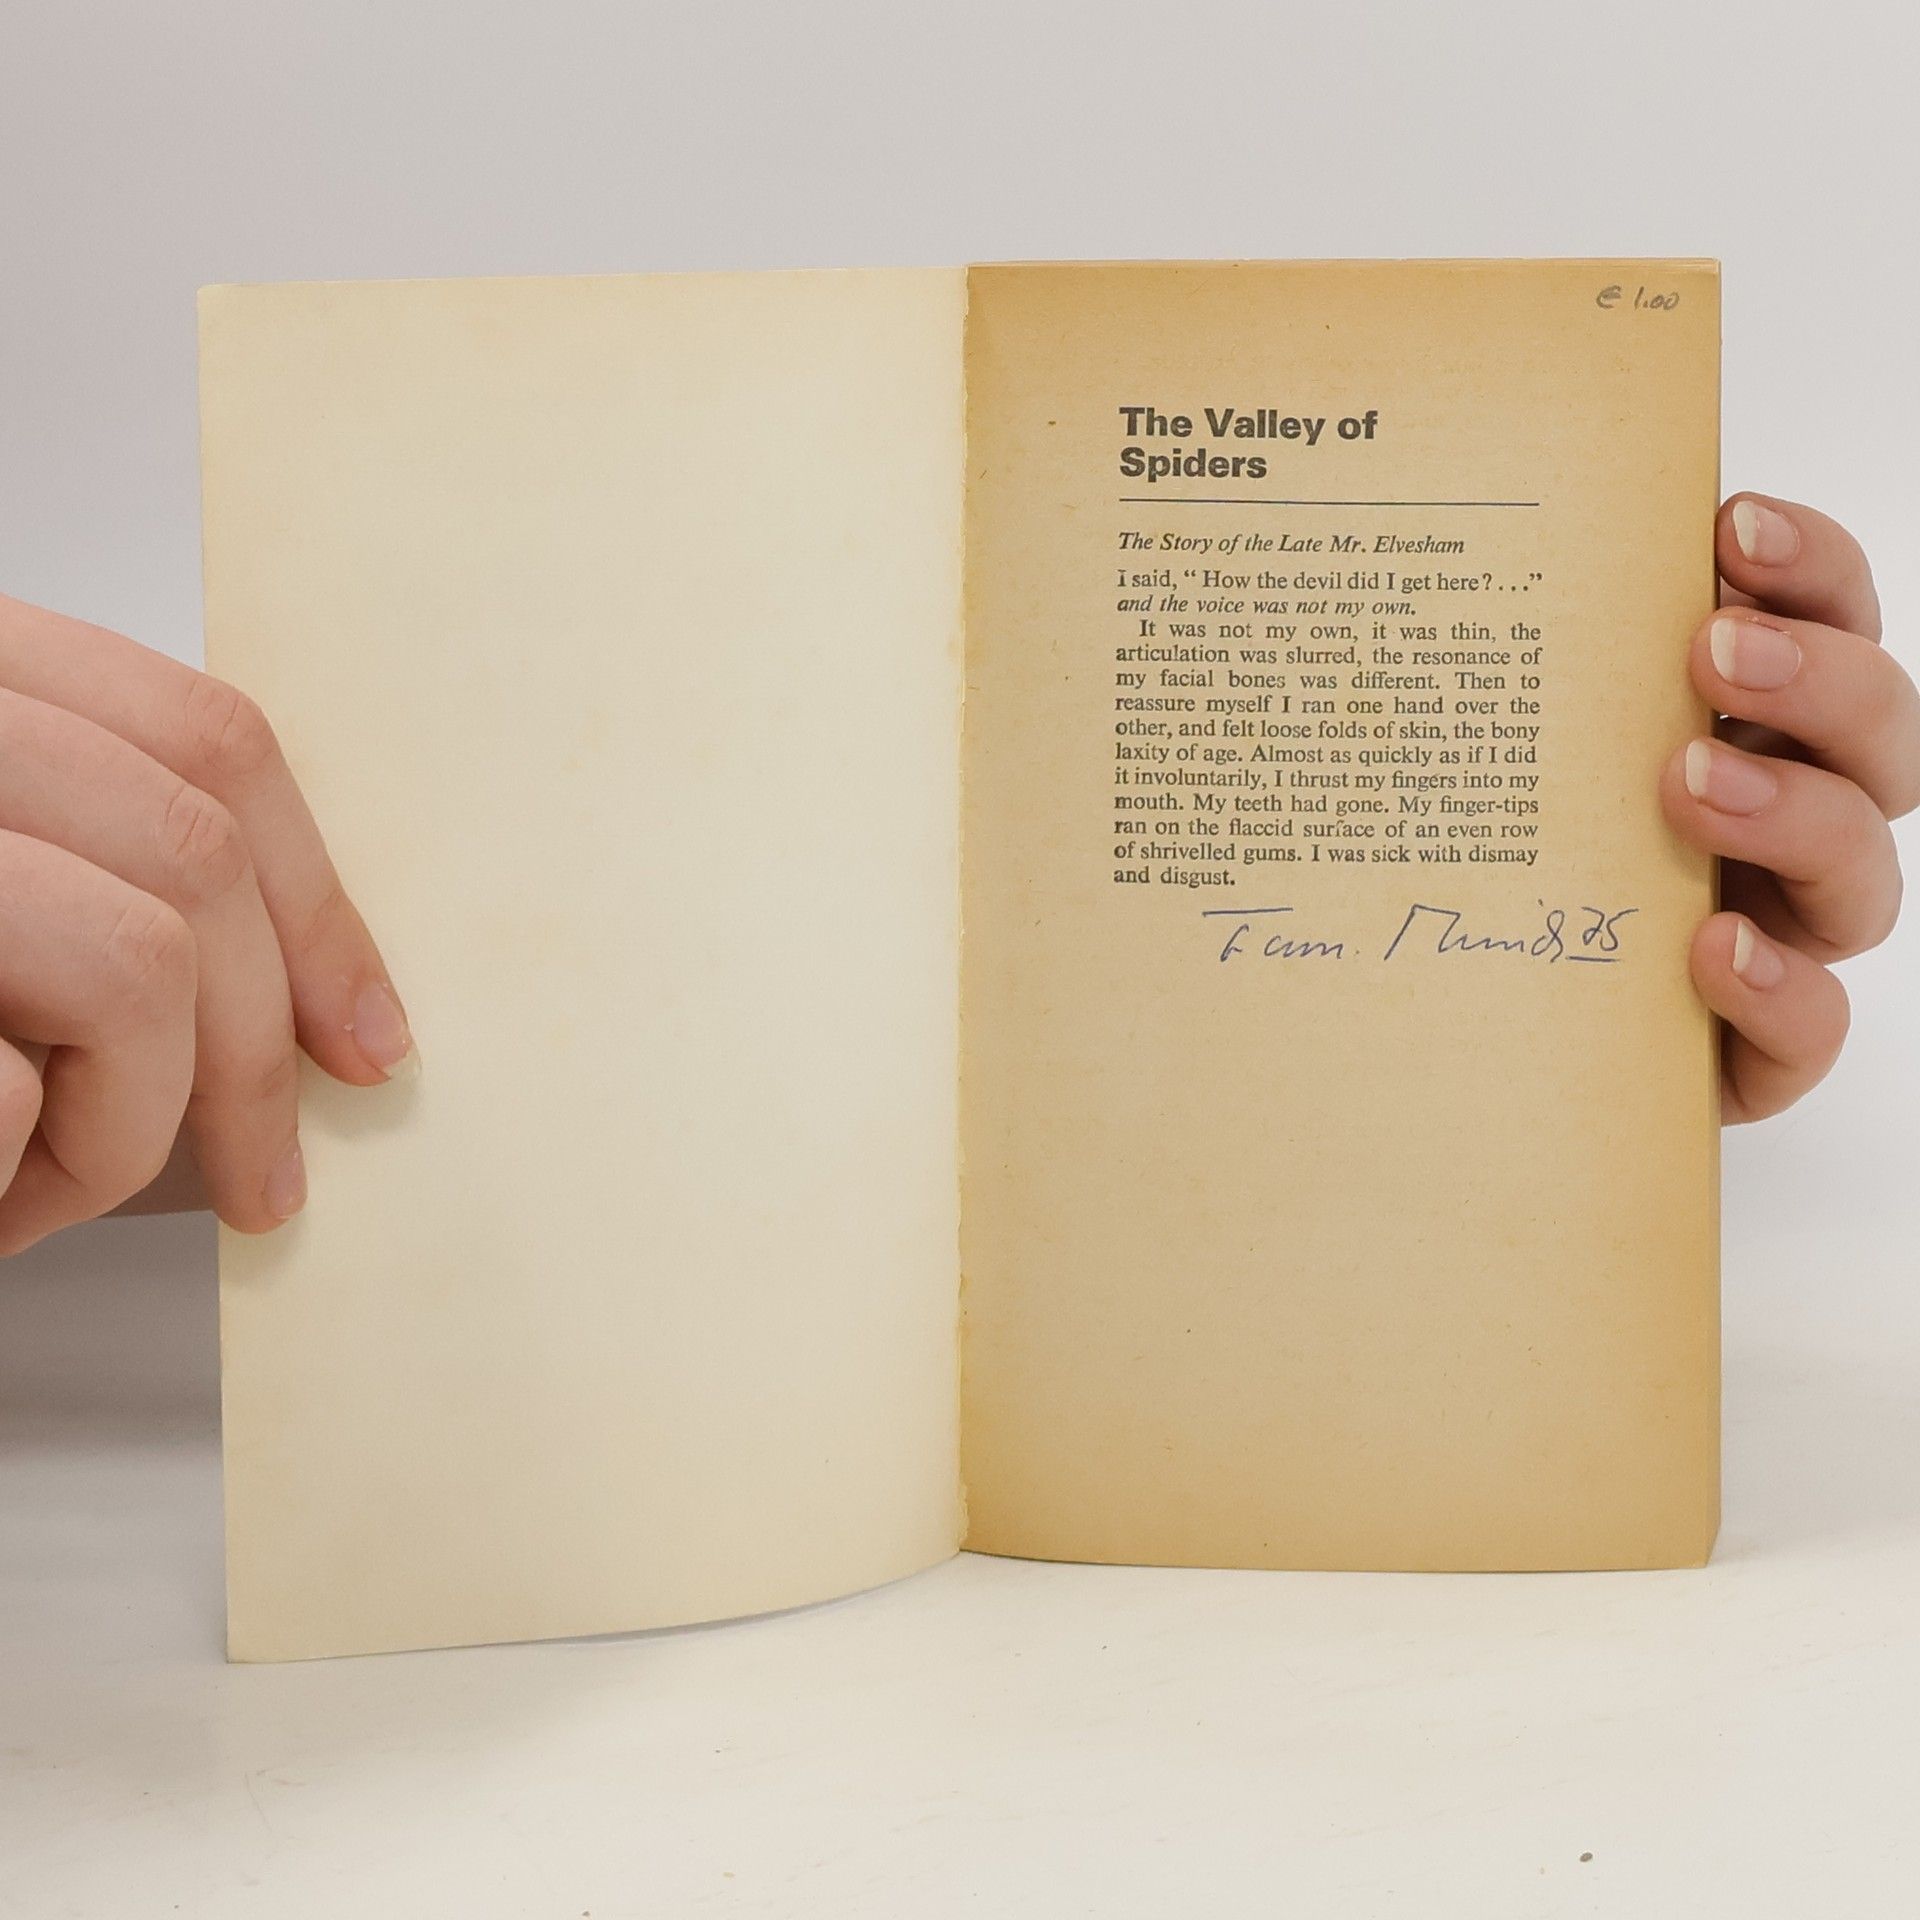 € 1.00
The Valley of
Spiders
The Story of the Late Mr. Elvesham
I said, “ How the devil did I get here ? . . .”
and the voice was not my own.
It was not my own, it was thin, the
articulation was slurred, the resonance of
my facial bones was different. Then to
reassure myself I ran one hand over the
other, and felt loose folds of skin, the bony
laxity of age. Almost as quickly as if I did
it involuntarily, I thrust my fingers into my
mouth. My teeth had gone. My finger-tips
ran on the flaccid surface of an even row
of shrivelled gums. I was sick with dismay
and disgust.
Fam. 75